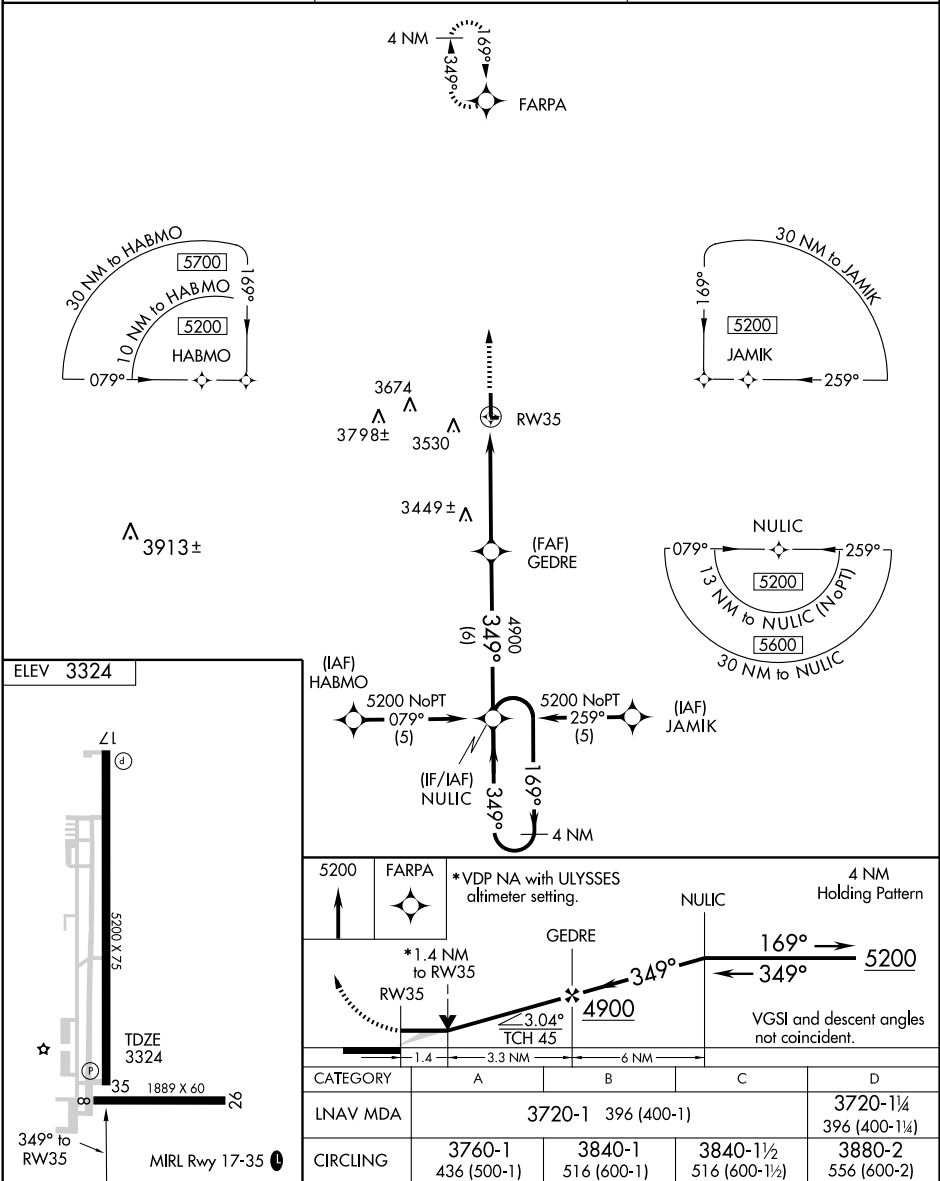 4 NM
169°
349°
FARPA
30 NM to HABMO
5700
10 NM to HABMO
5200
169°
HABMO
079°
30 NM to JAMIK
169°
5200
JAMIK
259°
3674
3798±
3530
RW35
3449±
3913±
(FAF)
GEDRE
NULIC
079°
259°
5200
13 NM to NULIC (NoPT)
5600
30 NM to NULIC
4900
349°
(6)
(IAF)
HABMO
5200 NoPT
079°
(5)
5200 NoPT
259°
(5)
(IAF)
JAMIK
(IF/IAF)
NULIC
349°
169°
4 NM
ELEV 3324
17
P
5200 X 75
TDZE
3324
P
35
1889 X 60
8
26
349° to
RW35
MIRL Rwy 17-35 L
5200
FARPA
*VDP NA with ULYSSES
altimeter setting.
NULIC
4 NM
Holding Pattern
GEDRE
*1.4 NM
to RW35
RW35
349°
169°
349°
5200
4900
3.04°
TCH 45
VGSI and descent angles
not coincident.
1.4
3.3 NM
6 NM
CATEGORY A B C D
LNAV MDA 3720-1 396 (400-1) 3720-1¼
396 (400-1¼)
CIRCLING 3760-1 3840-1 3840-1½ 3880-2
436 (500-1) 516 (600-1) 516 (600-1½) 556 (600-2)